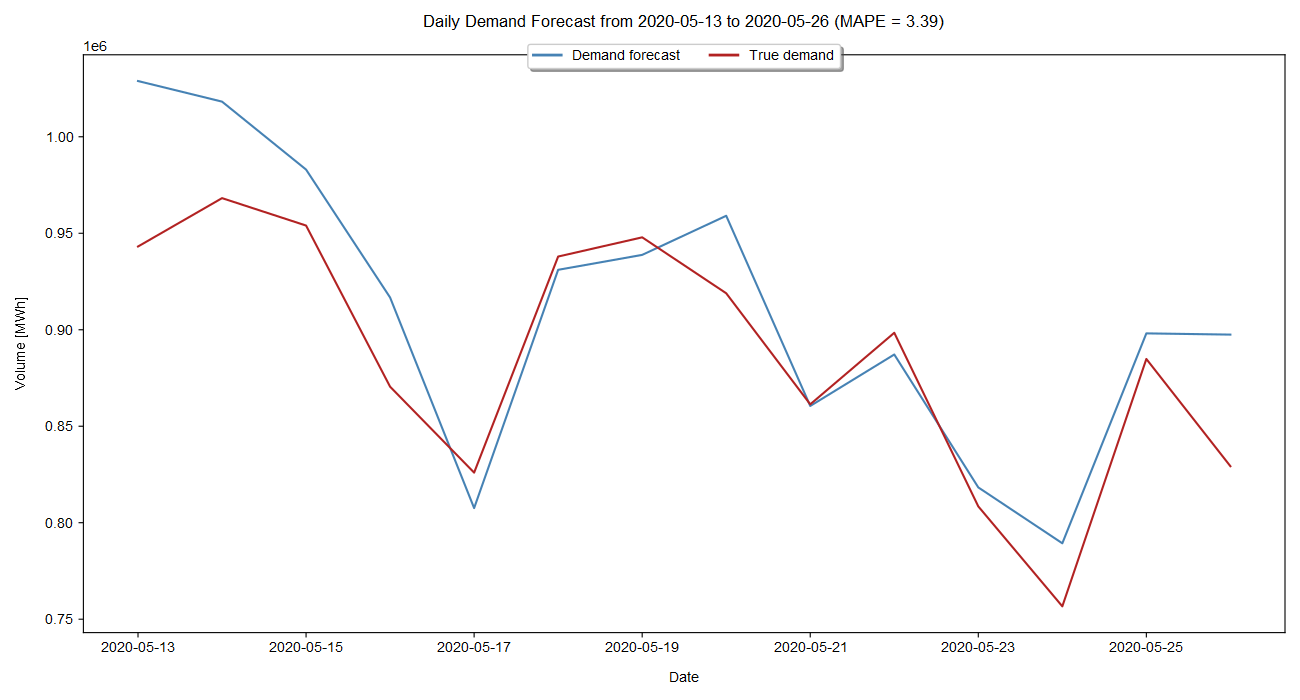 Daily Demand Forecast from 2020-05-13 to 2020-05-26 (MAPE = 3.39)
1e6
Demand forecast True demand
1.00
0.95
0.90
0.85
0.80
0.75
Volume [MWh]
2020-05-13 2020-05-15 2020-05-17 2020-05-19 2020-05-21 2020-05-23 2020-05-25
Date